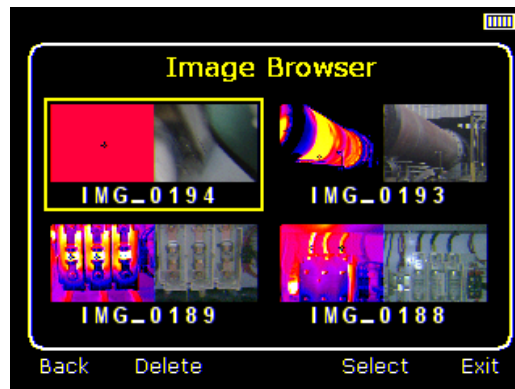 Image Browser
IMG_0194 IMG_0193
IMG_0189 IMG_0188
Back Delete Select Exit